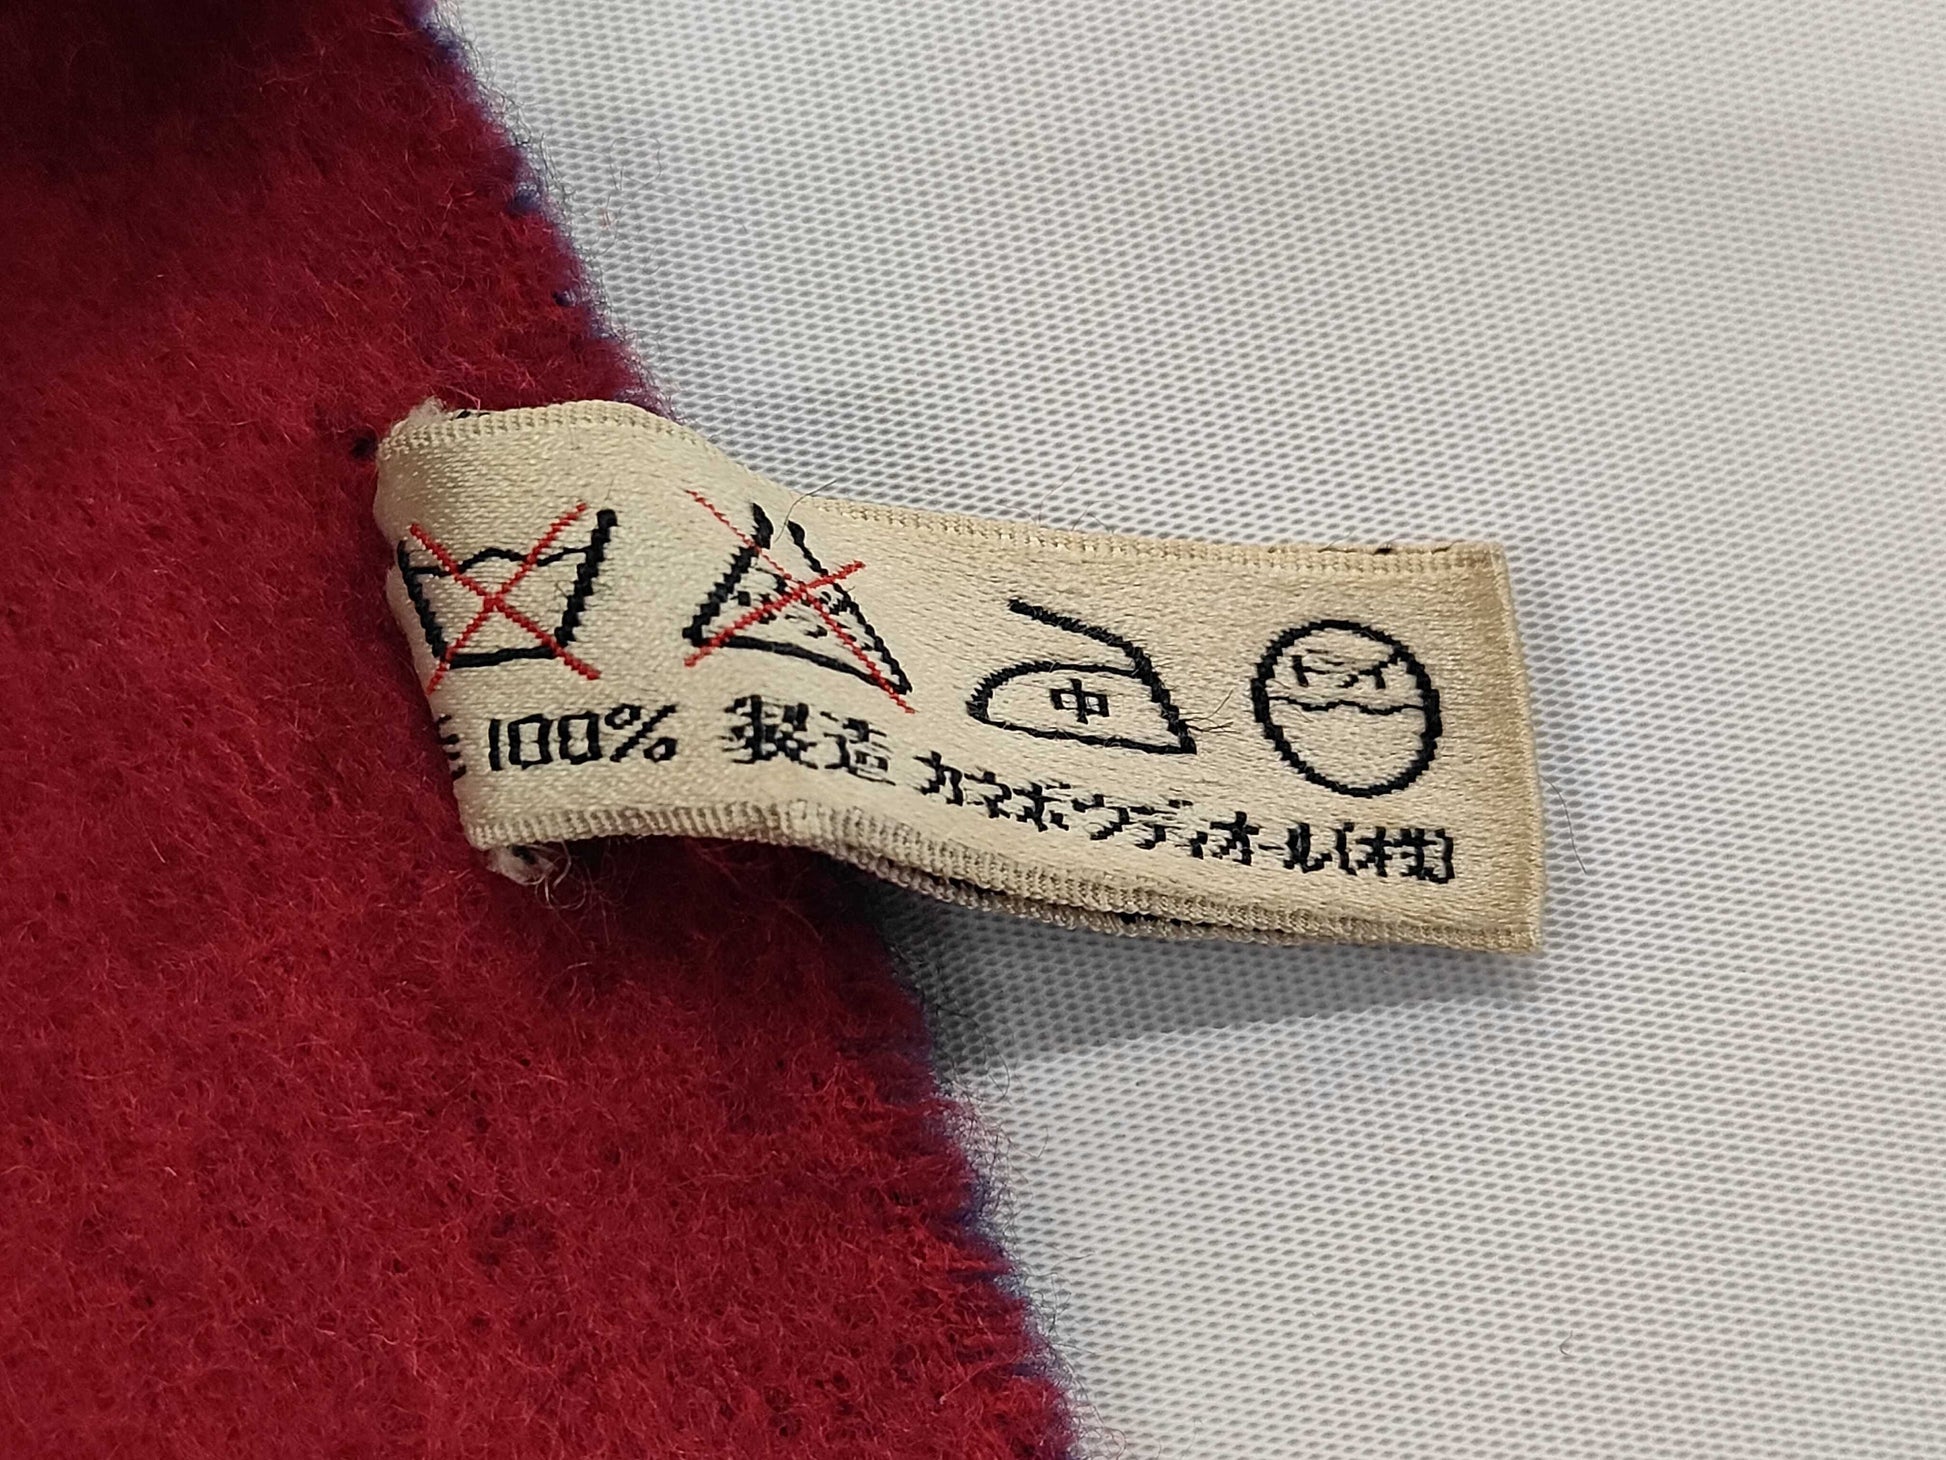 中
ドライ
100% 製造 カネボウディオール(株)